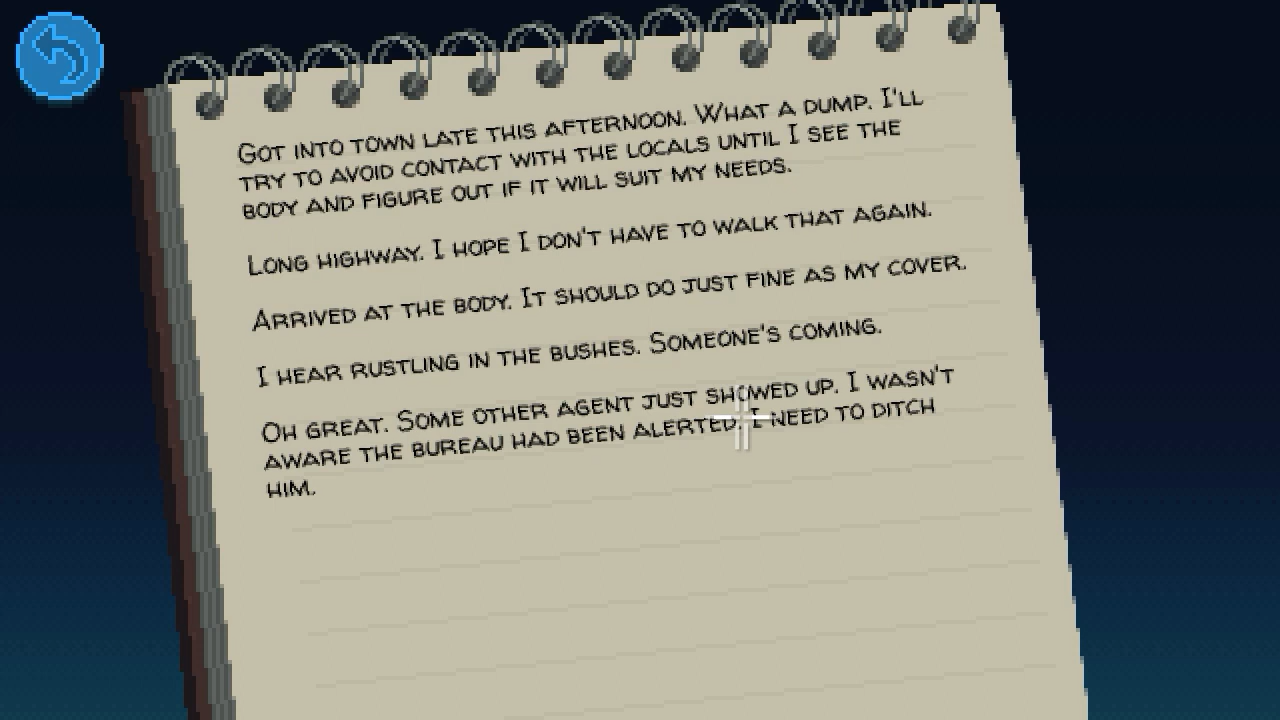 Got into town late this afternoon. What a dump. I'll
try to avoid contact with the locals until I see the
body and figure out if it will suit my needs.
Long highway. I hope I don't have to walk that again.
Arrived at the body. It should do just fine as my cover.
I hear rustling in the bushes. Someone's coming.
Oh great. Some other agent just showed up. I wasn't
aware the bureau had been alerted. I need to ditch
him.